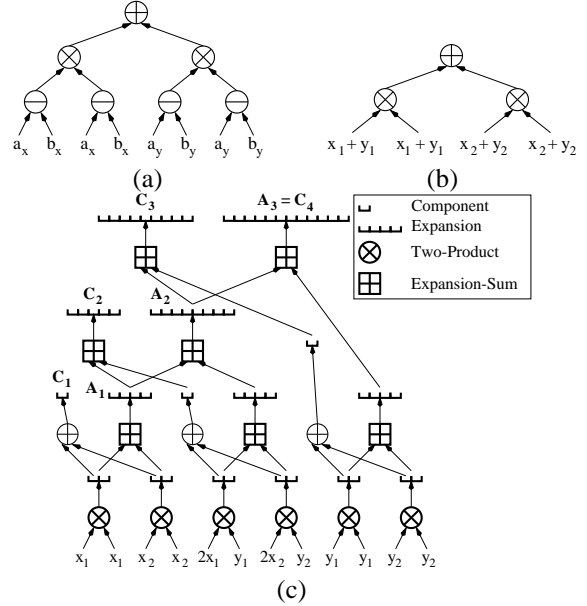 a_x b_x a_x b_x a_y b_y a_y b_y
(a)
x_1 + y_1 x_1 + y_1 x_2 + y_2 x_2 + y_2
(b)
C_3
A_3 = C_4
Component
Expansion
Two-Product
Expansion-Sum
C_2
A_2
C_1
A_1
x_1 x_1 x_2 x_2 2x_1 y_1 2x_2 y_2 y_1 y_1 y_2 y_2
(c)